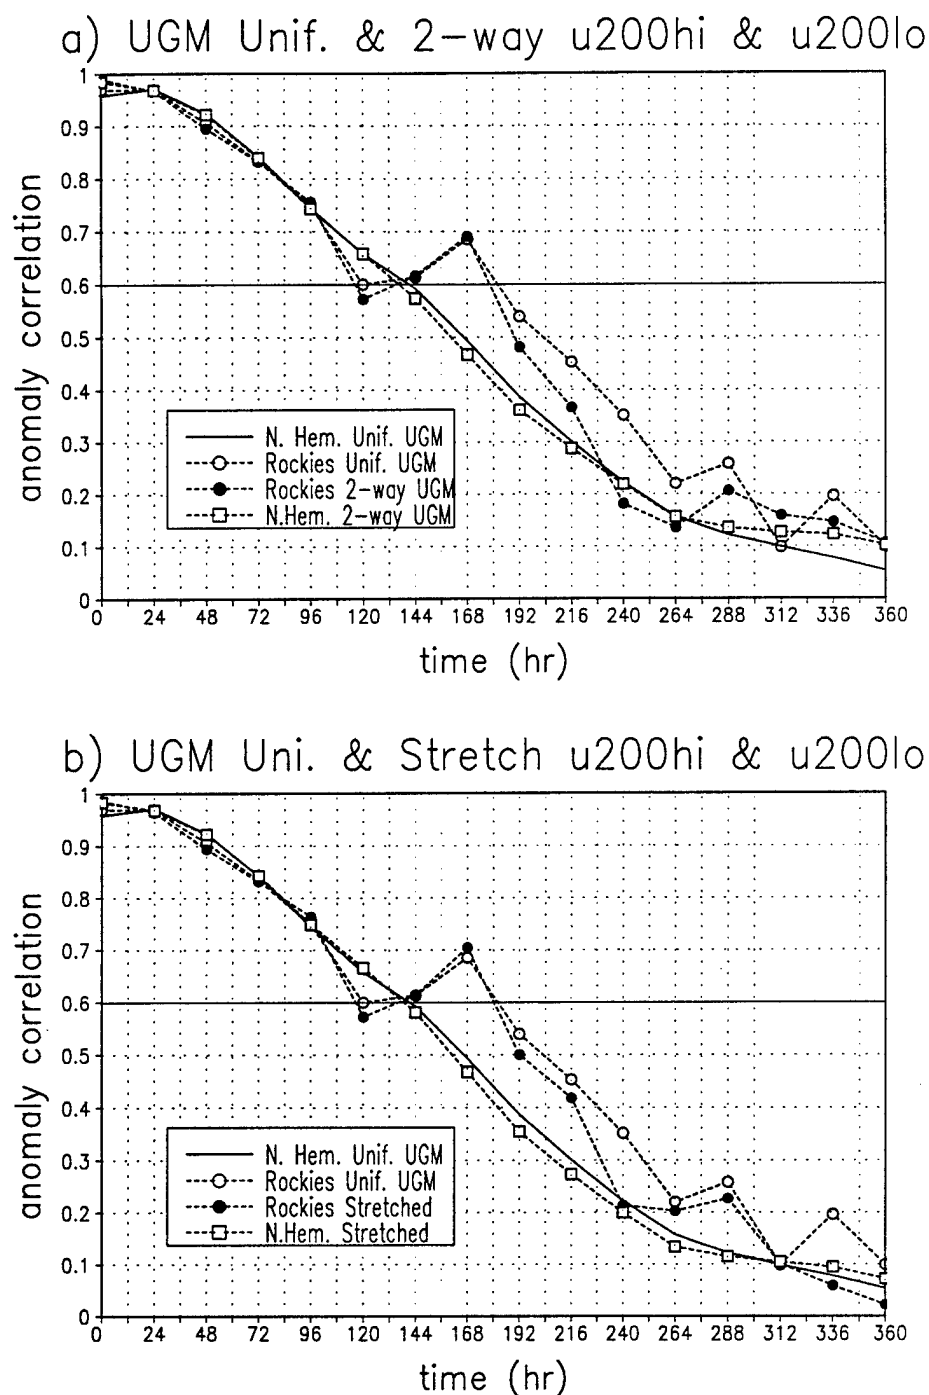 a) UGM Unif. & 2-way u200hi & u200lo
1
0.9
0.8
0.7
0.6
0.5
0.4
0.3
0.2
0.1
0
anomaly correlation
N. Hem. Unif. UGM
Rockies Unif. UGM
Rockies 2-way UGM
N.Hem. 2-way UGM
0 24 48 72 96 120 144 168 192 216 240 264 288 312 336 360
time (hr)
b) UGM Uni. & Stretch u200hi & u200lo
1
0.9
0.8
0.7
0.6
0.5
0.4
0.3
0.2
0.1
0
anomaly correlation
N. Hem. Unif. UGM
Rockies Unif. UGM
Rockies Stretched
N.Hem. Stretched
0 24 48 72 96 120 144 168 192 216 240 264 288 312 336 360
time (hr)